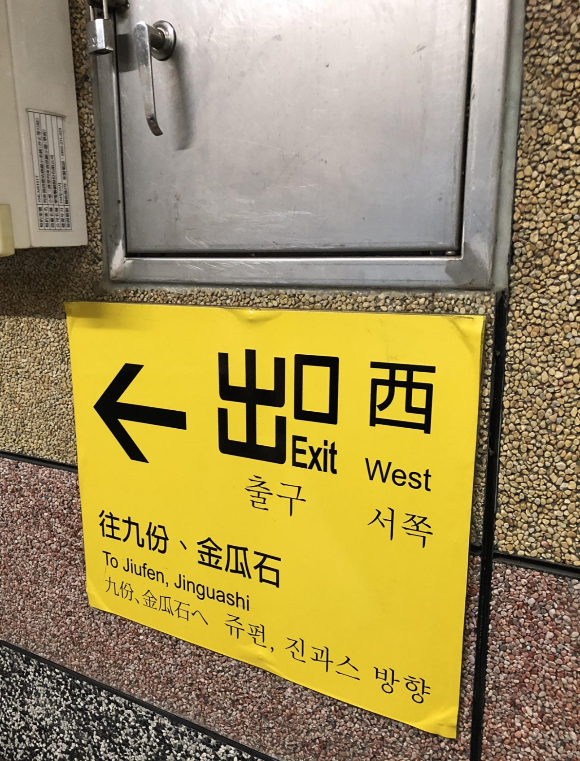 出口 西
Exit West
출구 서쪽
往九份、金瓜石
To Jiufen, Jinguashi
九份、金瓜石へ 쥬펀, 진과스 방향